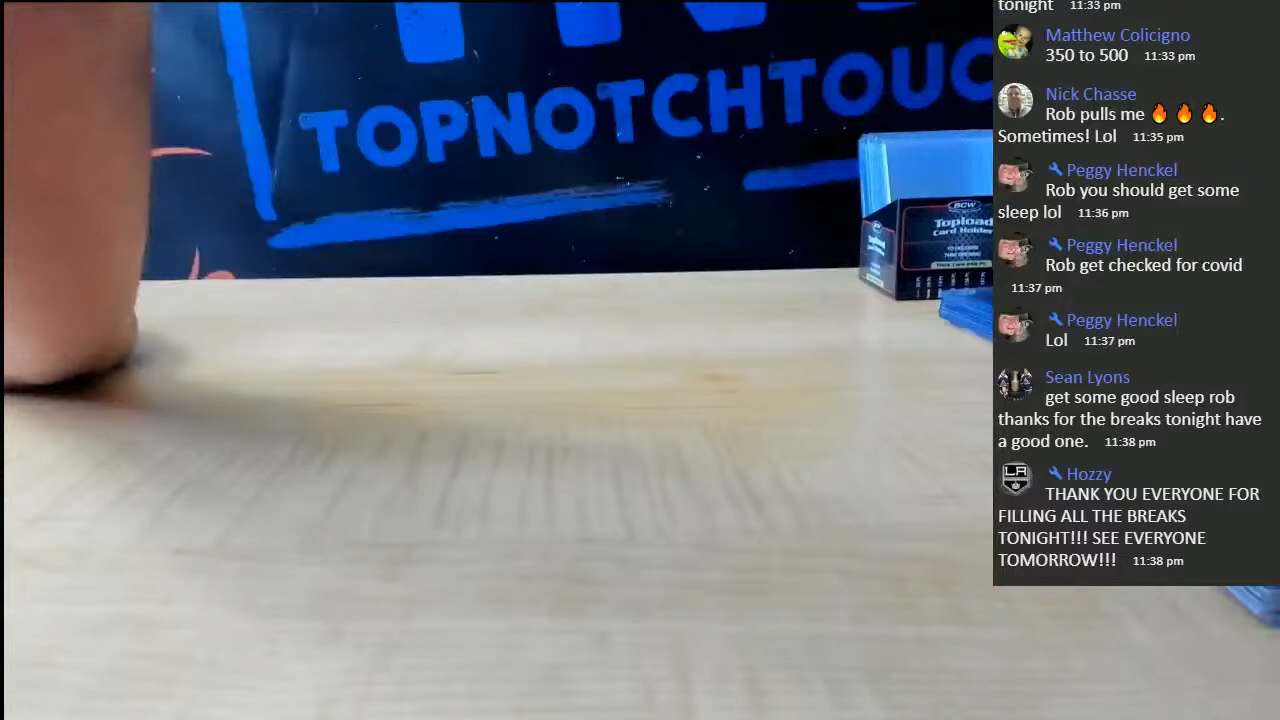 TOPNOTCHTOUC
BCW
Topload
Card Holder
tonight 11:33 pm
Matthew Colicigno
350 to 500 11:33 pm
Nick Chasse
Rob pulls me 🔥 🔥 🔥.
Sometimes! Lol 11:35 pm
Peggy Henckel
Rob you should get some
sleep lol 11:36 pm
Peggy Henckel
Rob get checked for covid
11:37 pm
Peggy Henckel
Lol 11:37 pm
Sean Lyons
get some good sleep rob
thanks for the breaks tonight have
a good one. 11:38 pm
LA
Hozzy
THANK YOU EVERYONE FOR
FILLING ALL THE BREAKS
TONIGHT!!! SEE EVERYONE
TOMORROW!!! 11:38 pm